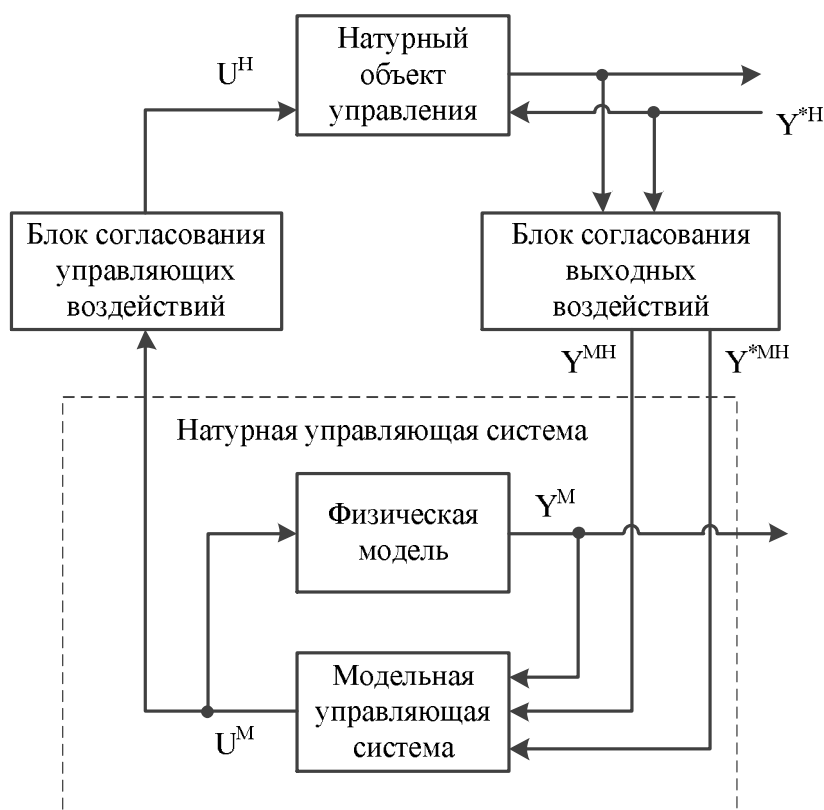 Натурный
объект
управления
U^Н
Y^*Н
Блок согласования
управляющих
воздействий
Блок согласования
выходных
воздействий
Y^МН
Y^*МН
Натурная управляющая система
Физическая
модель
Y^М
Модельная
управляющая
система
U^М